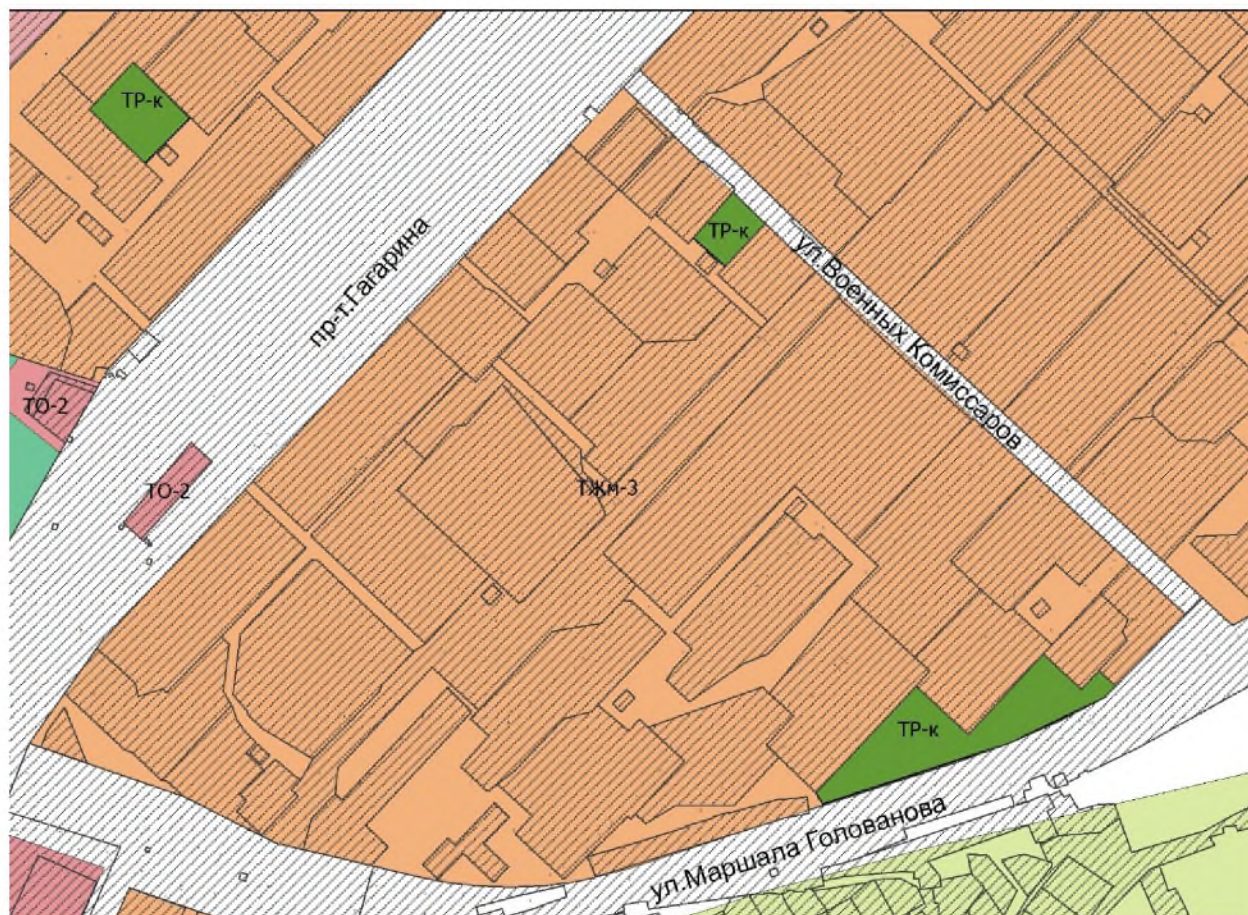 ТР-к
ТР-к
пр-т.Гагарина
ул.Военных Комиссаров
ТО-2
ТО-2
ТЖм-3
ТР-к
ул.Маршала Голованова